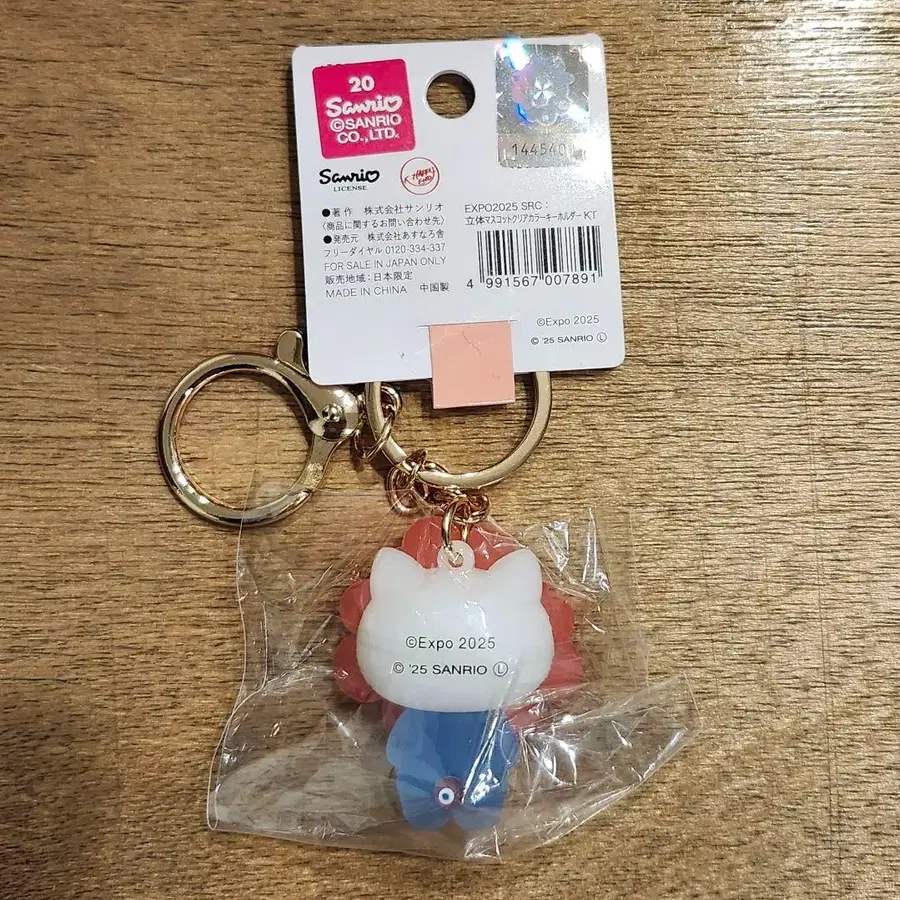 20
Sanrio
©SANRIO
CO.,LTD.
Sanrio
LICENSE
●著作 株式会社サンリオ
〈商品に関するお問い合わせ先〉
●発売元 株式会社あすなろ舎
フリーダイヤル 0120-334-337
FOR SALE IN JAPAN ONLY
販売地域:日本限定
MADE IN CHINA 中国製
EXPO2025 SRC :
立体マスコットクリアカラーキーホルダー KT
4 991567 007891
©Expo 2025
© '25 SANRIO Ⓛ
©Expo 2025
© '25 SANRIO Ⓛ